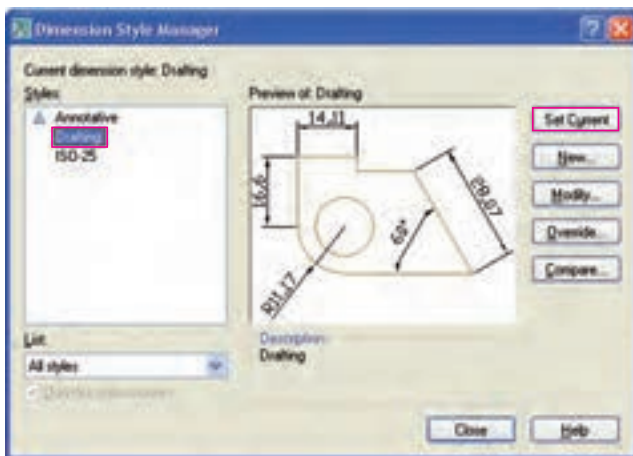 Dimension Style Manager
Current dimension style: Drafting
Styles:
Annotative
Drafting
ISO-25
Preview of: Drafting
14,11
16,6
28,07
60°
R11,17
Set Current
New...
Modify...
Override...
Compare...
List:
All styles
Description:
Drafting
Close
Help